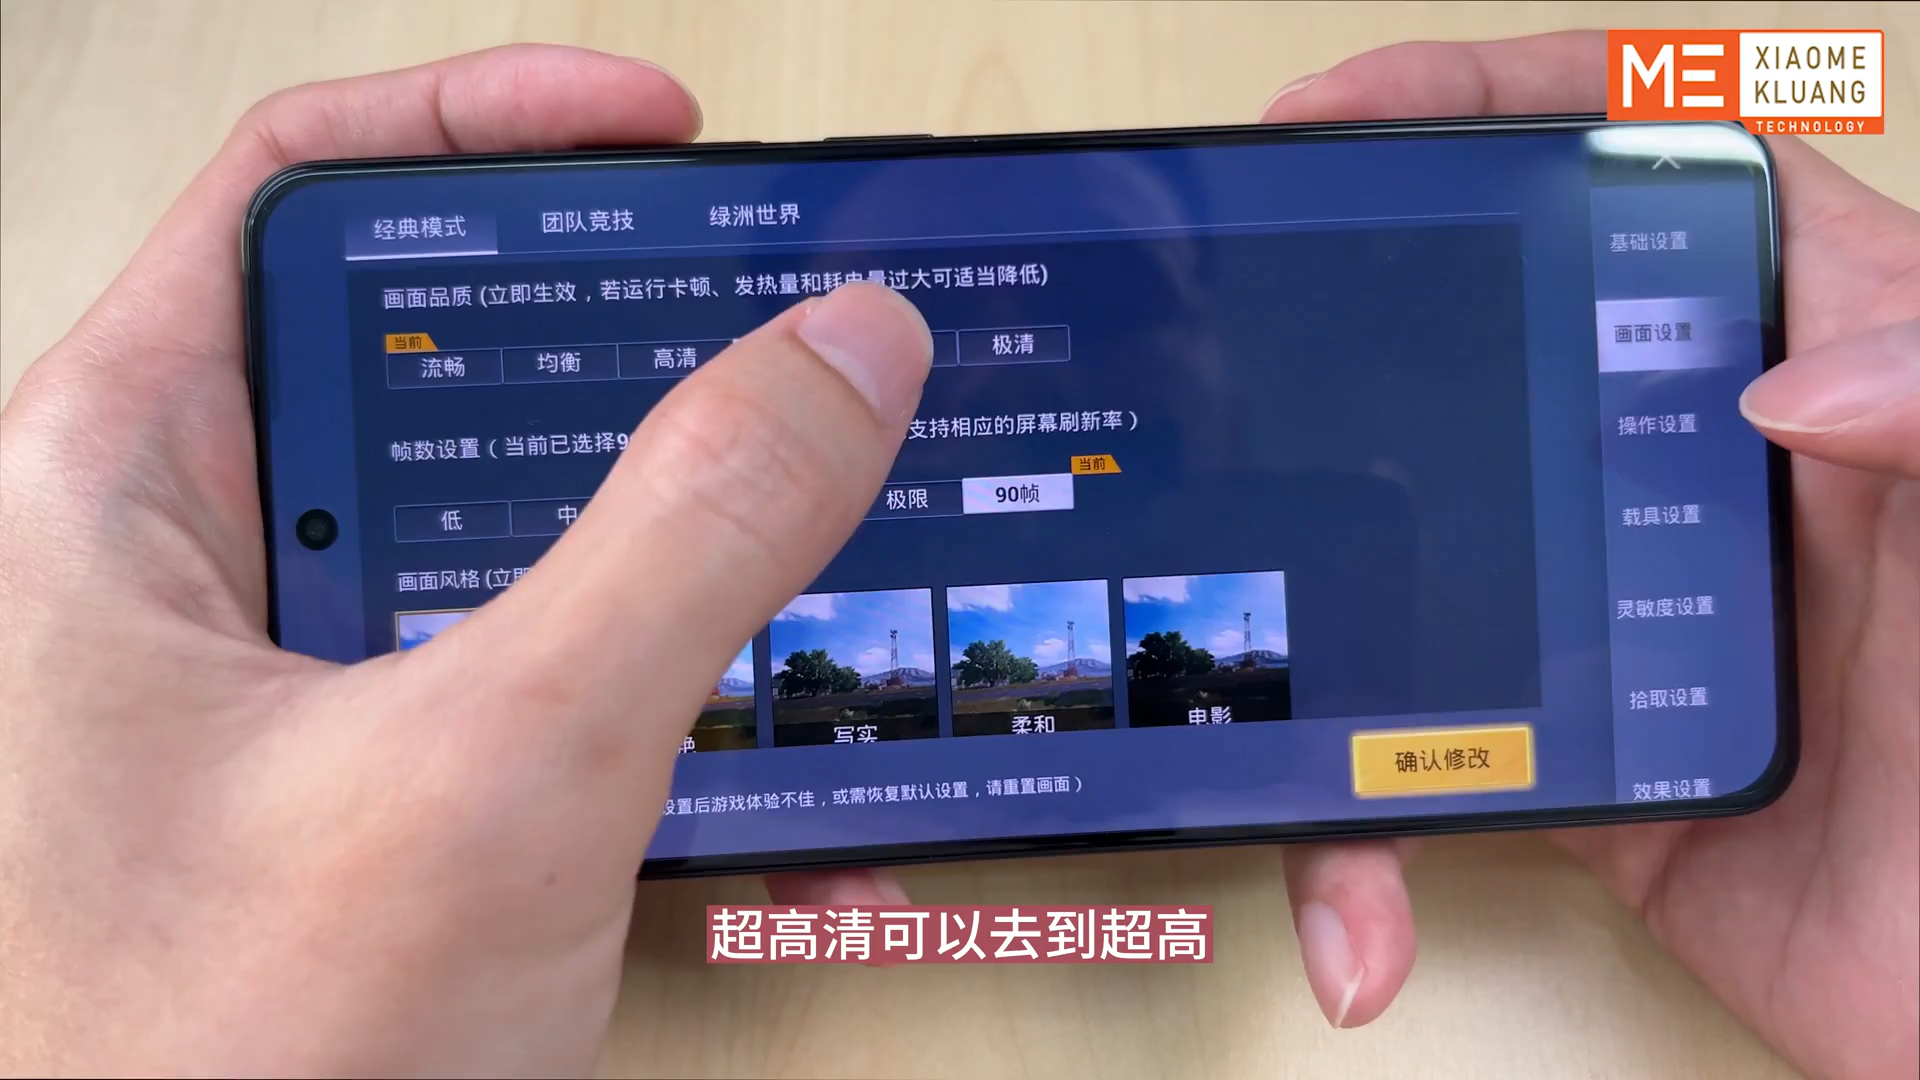 ME XIAOME KLUANG
TECHNOLOGY
经典模式 团队竞技 绿洲世界
画面品质 (立即生效，若运行卡顿、发热量和耗电量过大可适当降低)
当前
流畅 均衡 高清 极清
帧数设置（当前已选择9 支持相应的屏幕刷新率）
当前
低 中 极限 90帧
画面风格 (立即
艳 写实 柔和 电影
设置后游戏体验不佳，或需恢复默认设置，请重置画面）
确认修改
基础设置
画面设置
操作设置
载具设置
灵敏度设置
拾取设置
效果设置
超高清可以去到超高